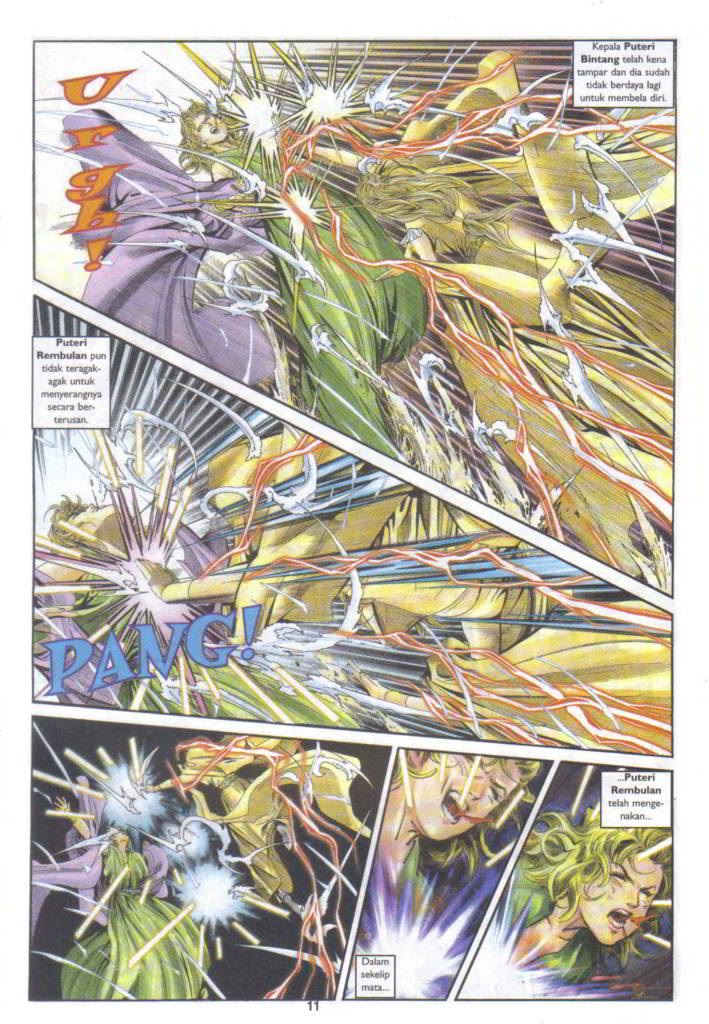 Kepala Puteri
Bintang telah kena
tampar dan dia sudah
tidak berdaya lagi
untuk membela diri.
Urgh!
Puteri
Rembulan pun
tidak teragak-
agak untuk
menyerangnya
secara ber-
terusan.
PANG!
Dalam
sekelip
mata...
...Puteri
Rembulan
telah menge-
nakan...
11